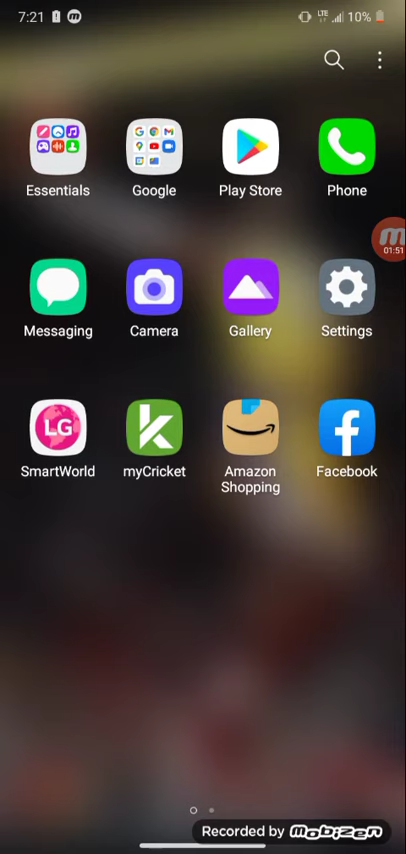 7:21
LTE
10%
Essentials
Google
Play Store
Phone
01:51
Messaging
Camera
Gallery
Settings
LG
SmartWorld
myCricket
Amazon
Shopping
Facebook
Recorded by Mobizen